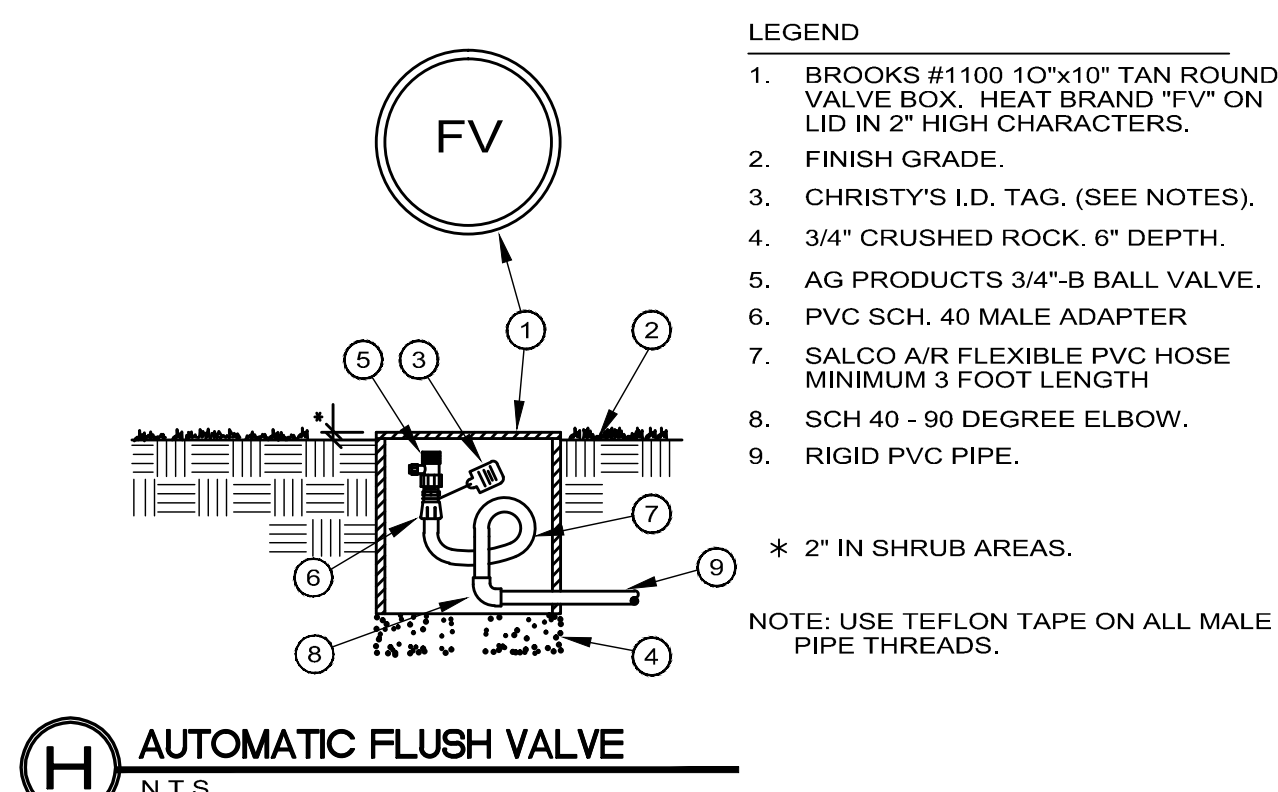 FV
LEGEND
1. BROOKS #1100 1O"x10" TAN ROUND
VALVE BOX. HEAT BRAND "FV" ON
LID IN 2" HIGH CHARACTERS.
2. FINISH GRADE.
3. CHRISTY'S I.D. TAG. (SEE NOTES).
4. 3/4" CRUSHED ROCK. 6" DEPTH.
5. AG PRODUCTS 3/4"-B BALL VALVE.
6. PVC SCH. 40 MALE ADAPTER
7. SALCO A/R FLEXIBLE PVC HOSE
MINIMUM 3 FOOT LENGTH
8. SCH 40 - 90 DEGREE ELBOW.
9. RIGID PVC PIPE.
* 2" IN SHRUB AREAS.
NOTE: USE TEFLON TAPE ON ALL MALE
PIPE THREADS.
1
2
5 3
*
7
6
9
8
4
H AUTOMATIC FLUSH VALVE
N.T.S.